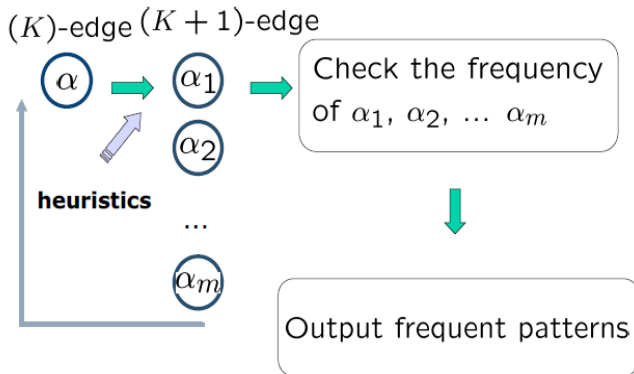 (K)-edge (K + 1)-edge
α
α₁
α₂
...
αₘ
heuristics
Check the frequency
of α₁, α₂, ... αₘ
Output frequent patterns